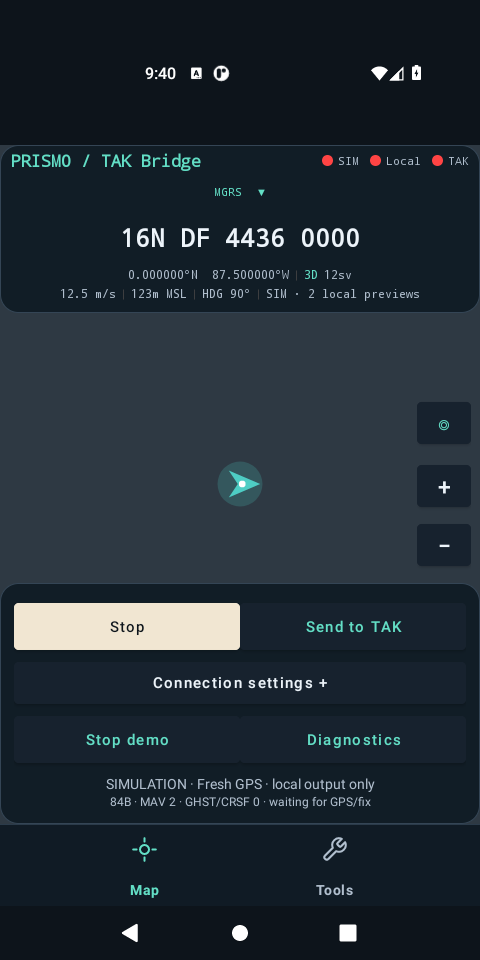 9:40
PRISMO / TAK Bridge SIM Local TAK
MGRS ▼
16N DF 4436 0000
0.000000°N 87.500000°W | 3D 12sv
12.5 m/s | 123m MSL | HDG 90° | SIM · 2 local previews
+
−
Stop Send to TAK
Connection settings +
Stop demo Diagnostics
SIMULATION · Fresh GPS · local output only
84B · MAV 2 · GHST/CRSF 0 · waiting for GPS/fix
Map Tools